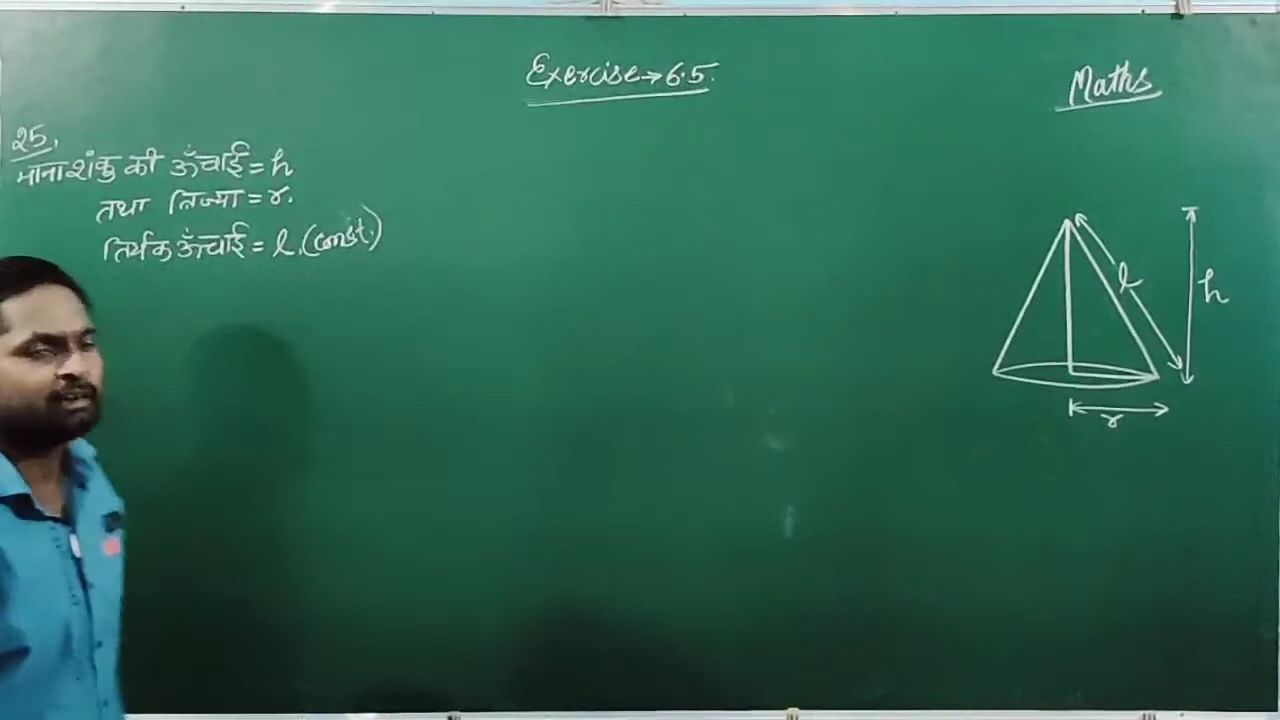 Exercise→6.5.
Maths
25.
माना शंकु की ऊँचाई = h
तथा त्रिज्या = r.
तिर्यक ऊँचाई = l. (const.)
l
h
r